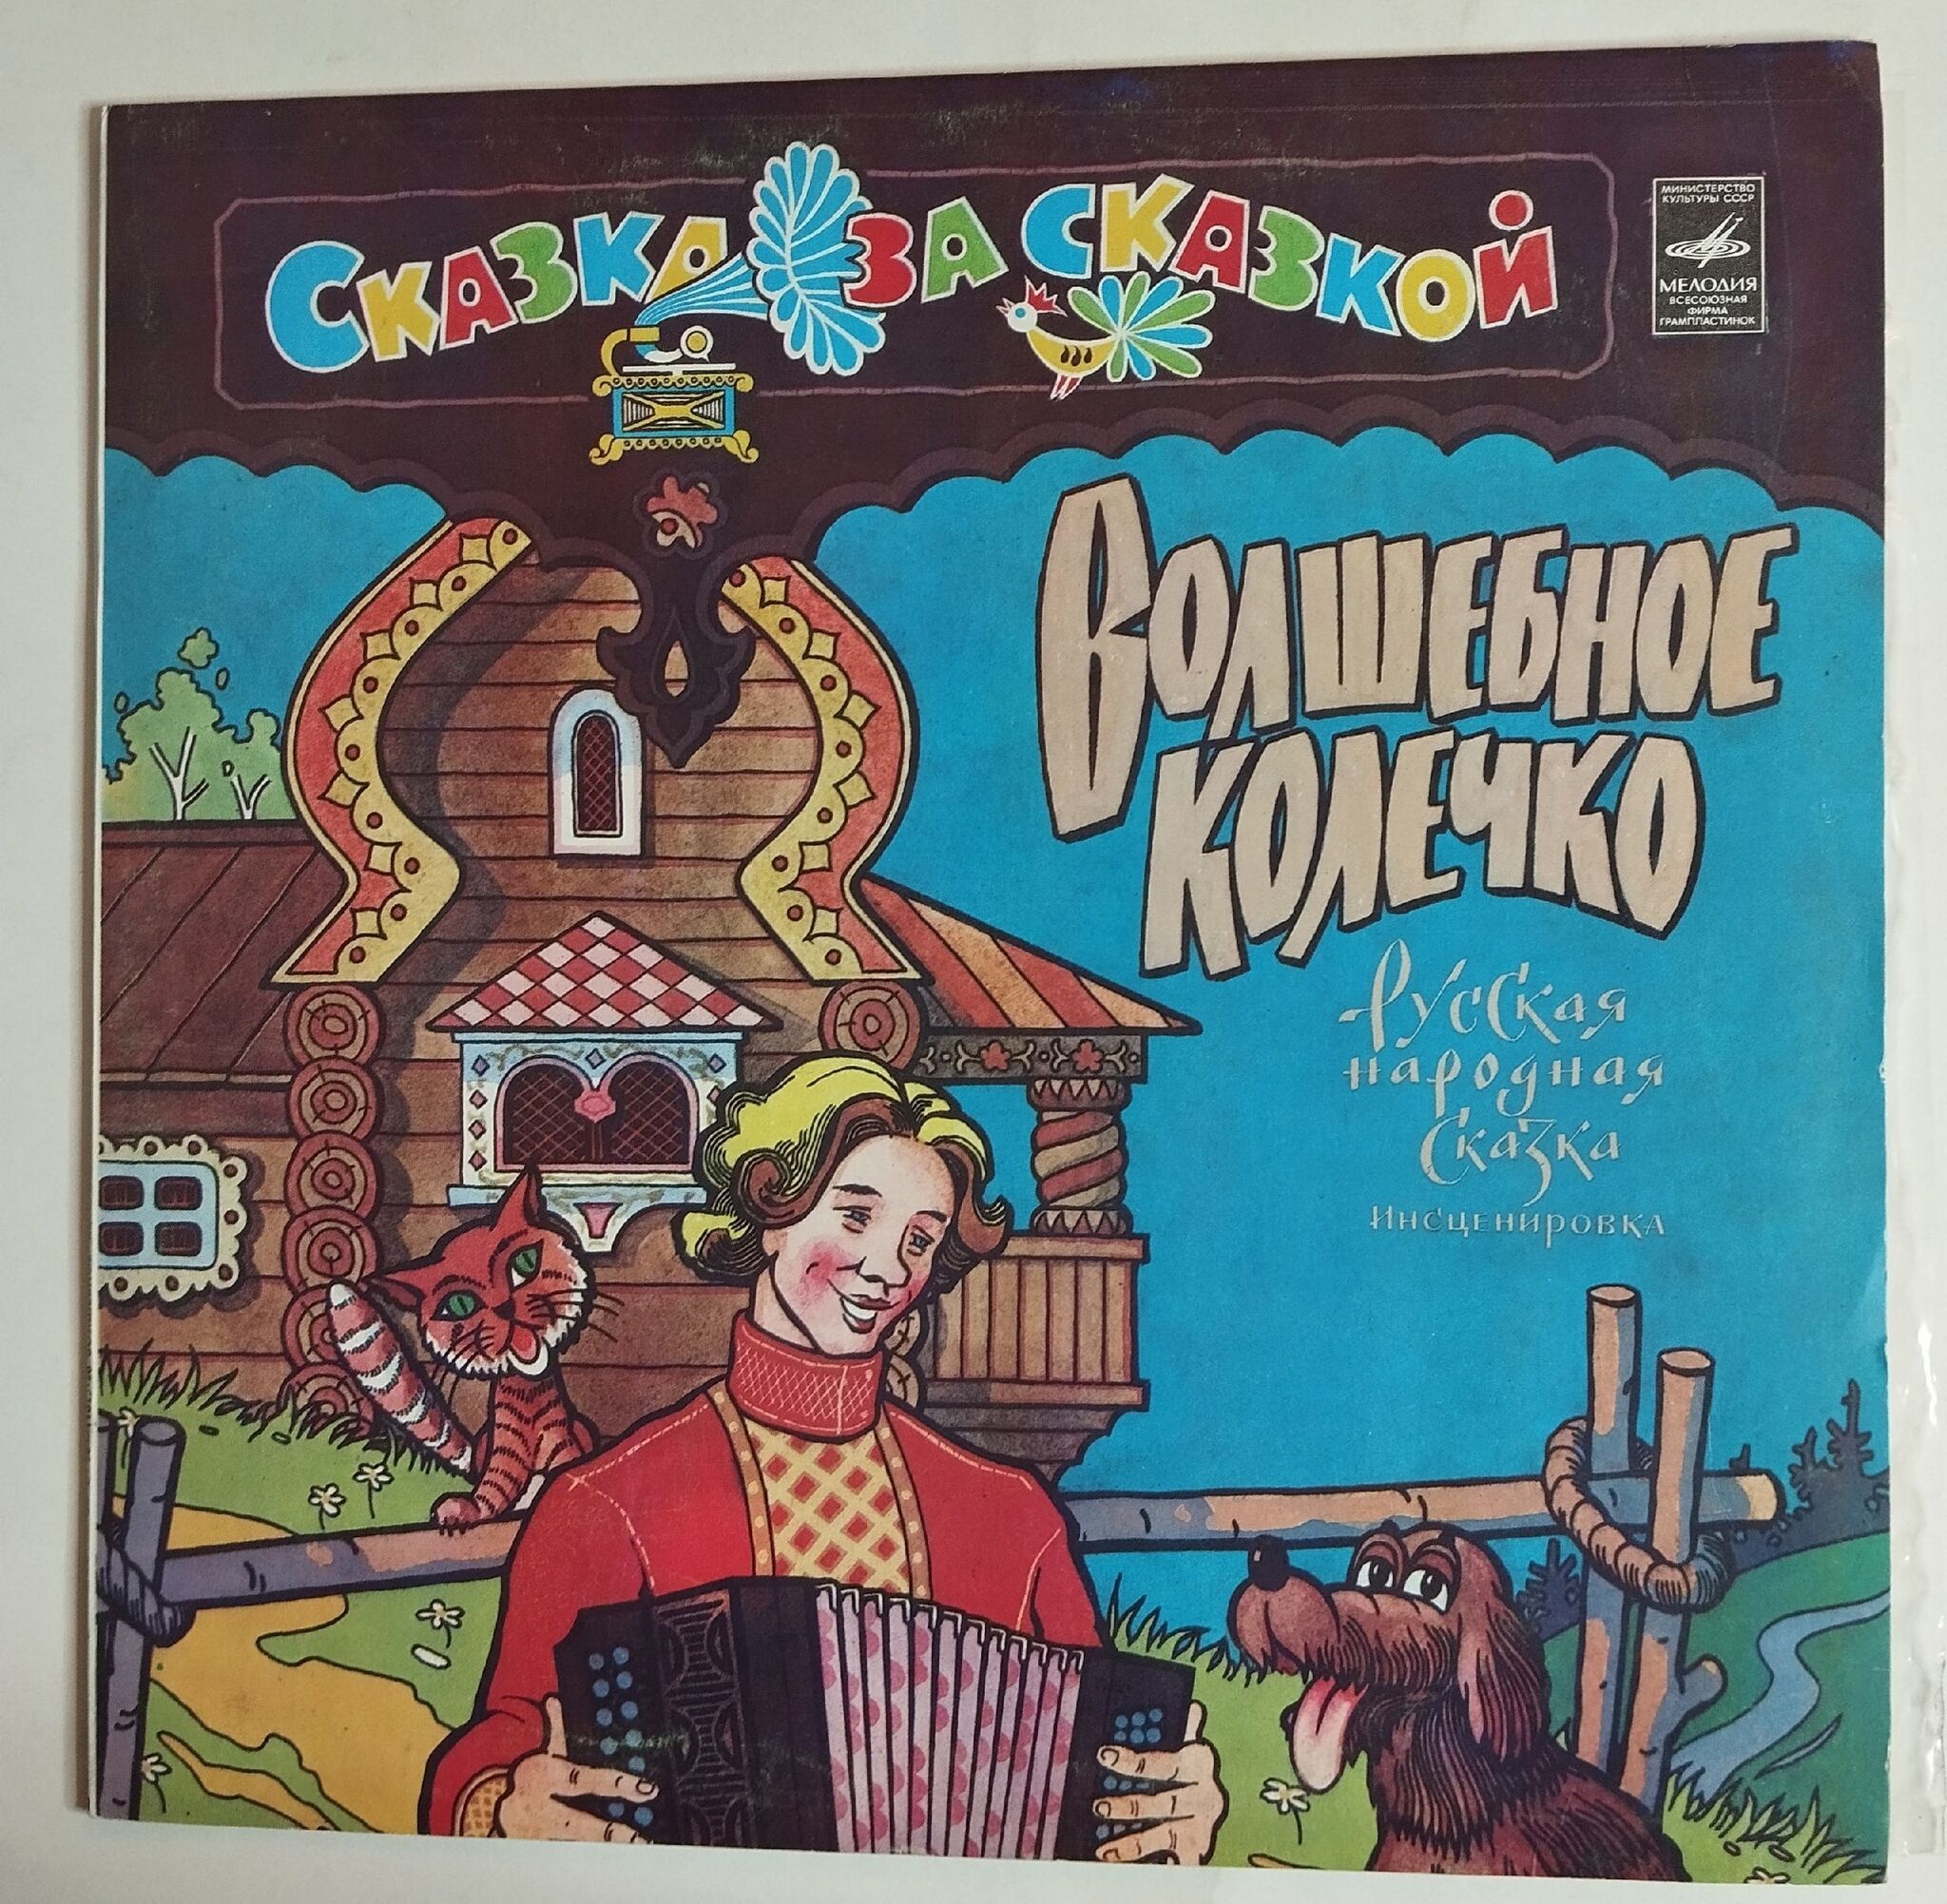 Сказка за сказкой
МИНИСТЕРСТВО
КУЛЬТУРЫ СССР
МЕЛОДИЯ
ВСЕСОЮЗНАЯ
ФИРМА
ГРАМПЛАСТИНОК
Волшебное
колечко
Русская
народная
сказка
Инсценировка